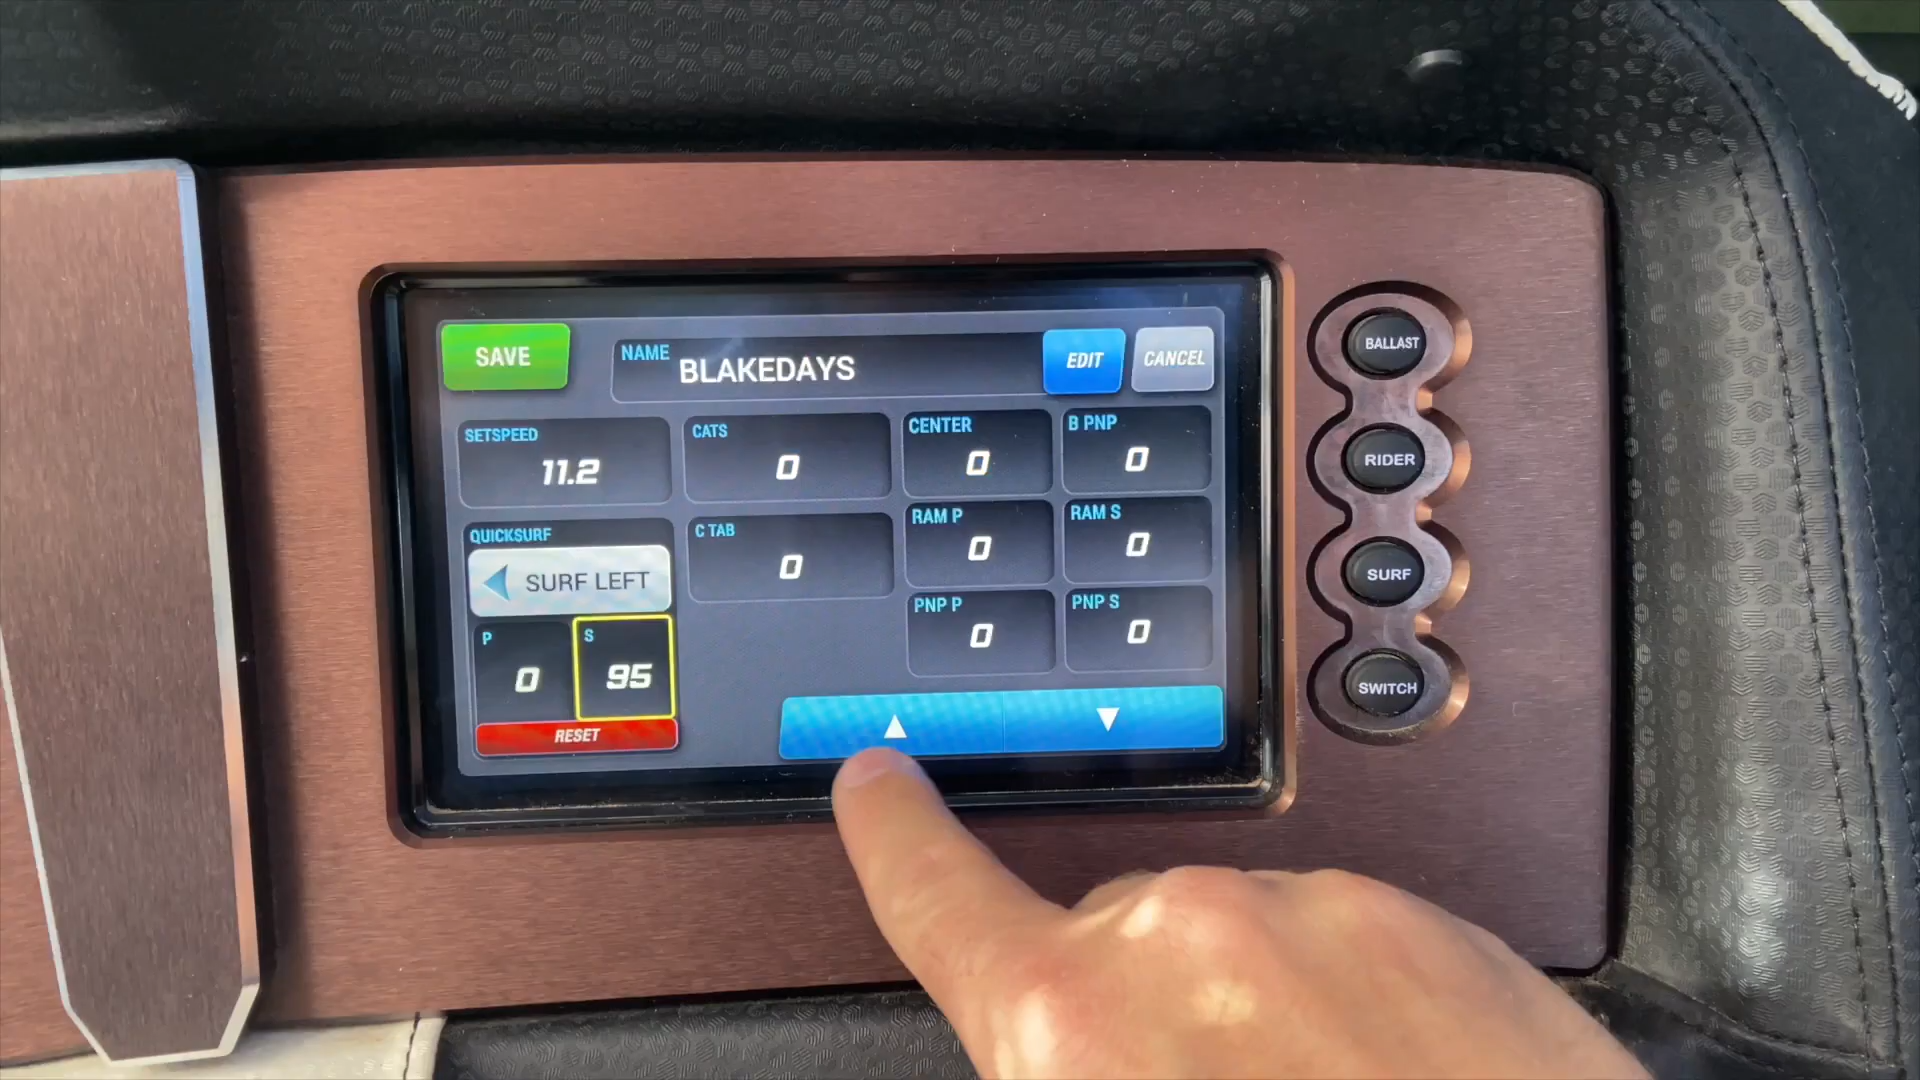 SAVE
NAME
BLAKEDAYS
EDIT
CANCEL
SETSPEED
11.2
CATS
0
CENTER
0
B PNP
0
QUICKSURF
SURF LEFT
C TAB
0
RAM P
0
RAM S
0
P
0
S
95
PNP P
0
PNP S
0
RESET
BALLAST
RIDER
SURF
SWITCH